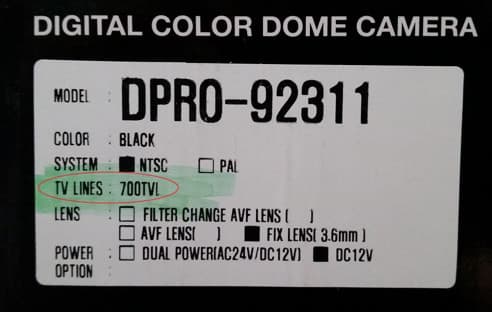 DIGITAL COLOR DOME CAMERA
MODEL : DPRO-92311
COLOR : BLACK
SYSTEM : ■ NTSC □ PAL
TV LINES : 700TVL
LENS : □ FILTER CHANGE AVF LENS ( )
□ AVF LENS( ) ■ FIX LENS( 3.6mm )
POWER : □ DUAL POWER(AC24V/DC12V) ■ DC12V
OPTION :